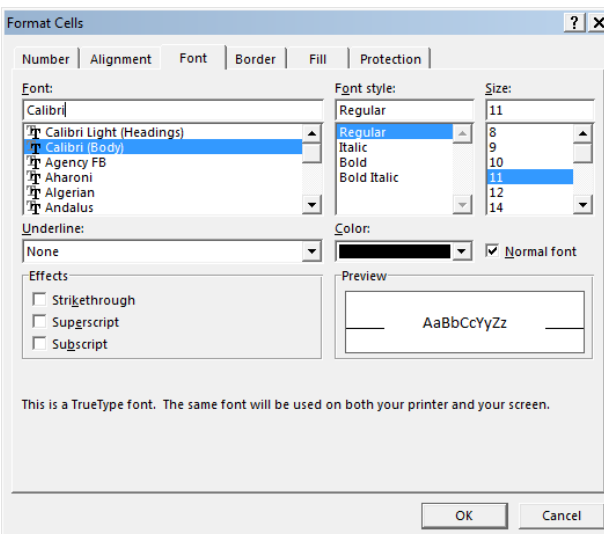 Format Cells
Number Alignment Font Border Fill Protection
Font: Font style: Size:
Calibri Regular 11
Calibri Light (Headings) Regular 8
Calibri (Body) Italic 9
Agency FB Bold 10
Aharoni Bold Italic 11
Algerian 12
Andalus 14
Underline: Color:
None Normal font
Effects Preview
Strikethrough
Superscript AaBbCcYyZz
Subscript
This is a TrueType font. The same font will be used on both your printer and your screen.
OK Cancel